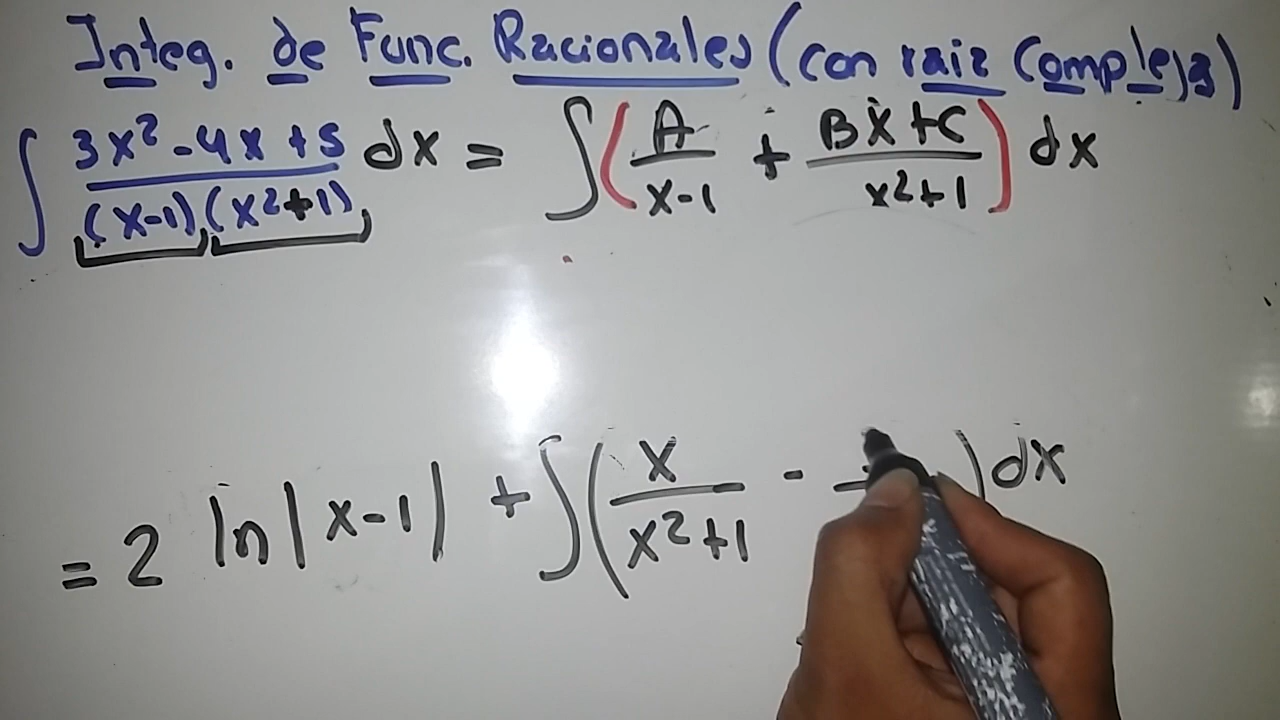 Integ. de Func. Racionales (con raiz Compleja)
∫ 3x²-4x+5 / (x-1)(x²+1) dx = ∫( A / x-1 + Bx+C / x²+1 ) dx
= 2 ln|x-1| + ∫( x / x²+1 - ) dx